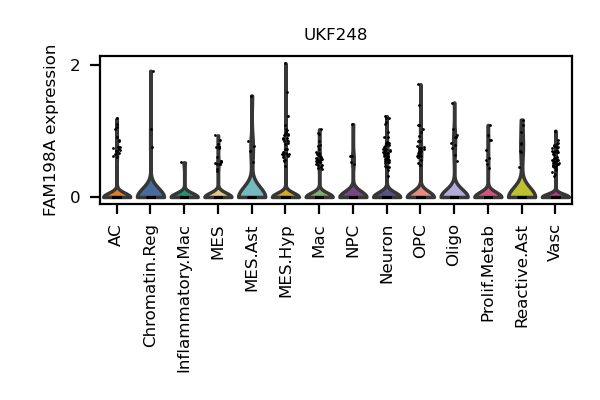 UKF248
FAM198A expression
2
0
AC
Chromatin.Reg
Inflammatory.Mac
MES
MES.Ast
MES.Hyp
Mac
NPC
Neuron
OPC
Oligo
Prolif.Metab
Reactive.Ast
Vasc